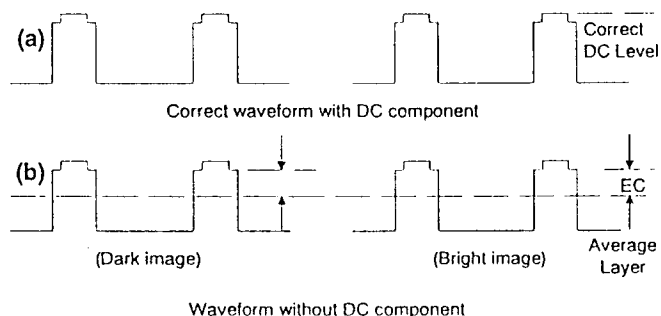 (a)
Correct
DC Level
Correct waveform with DC component
(b)
EC
(Dark image)
(Bright image)
Average
Layer
Waveform without DC component